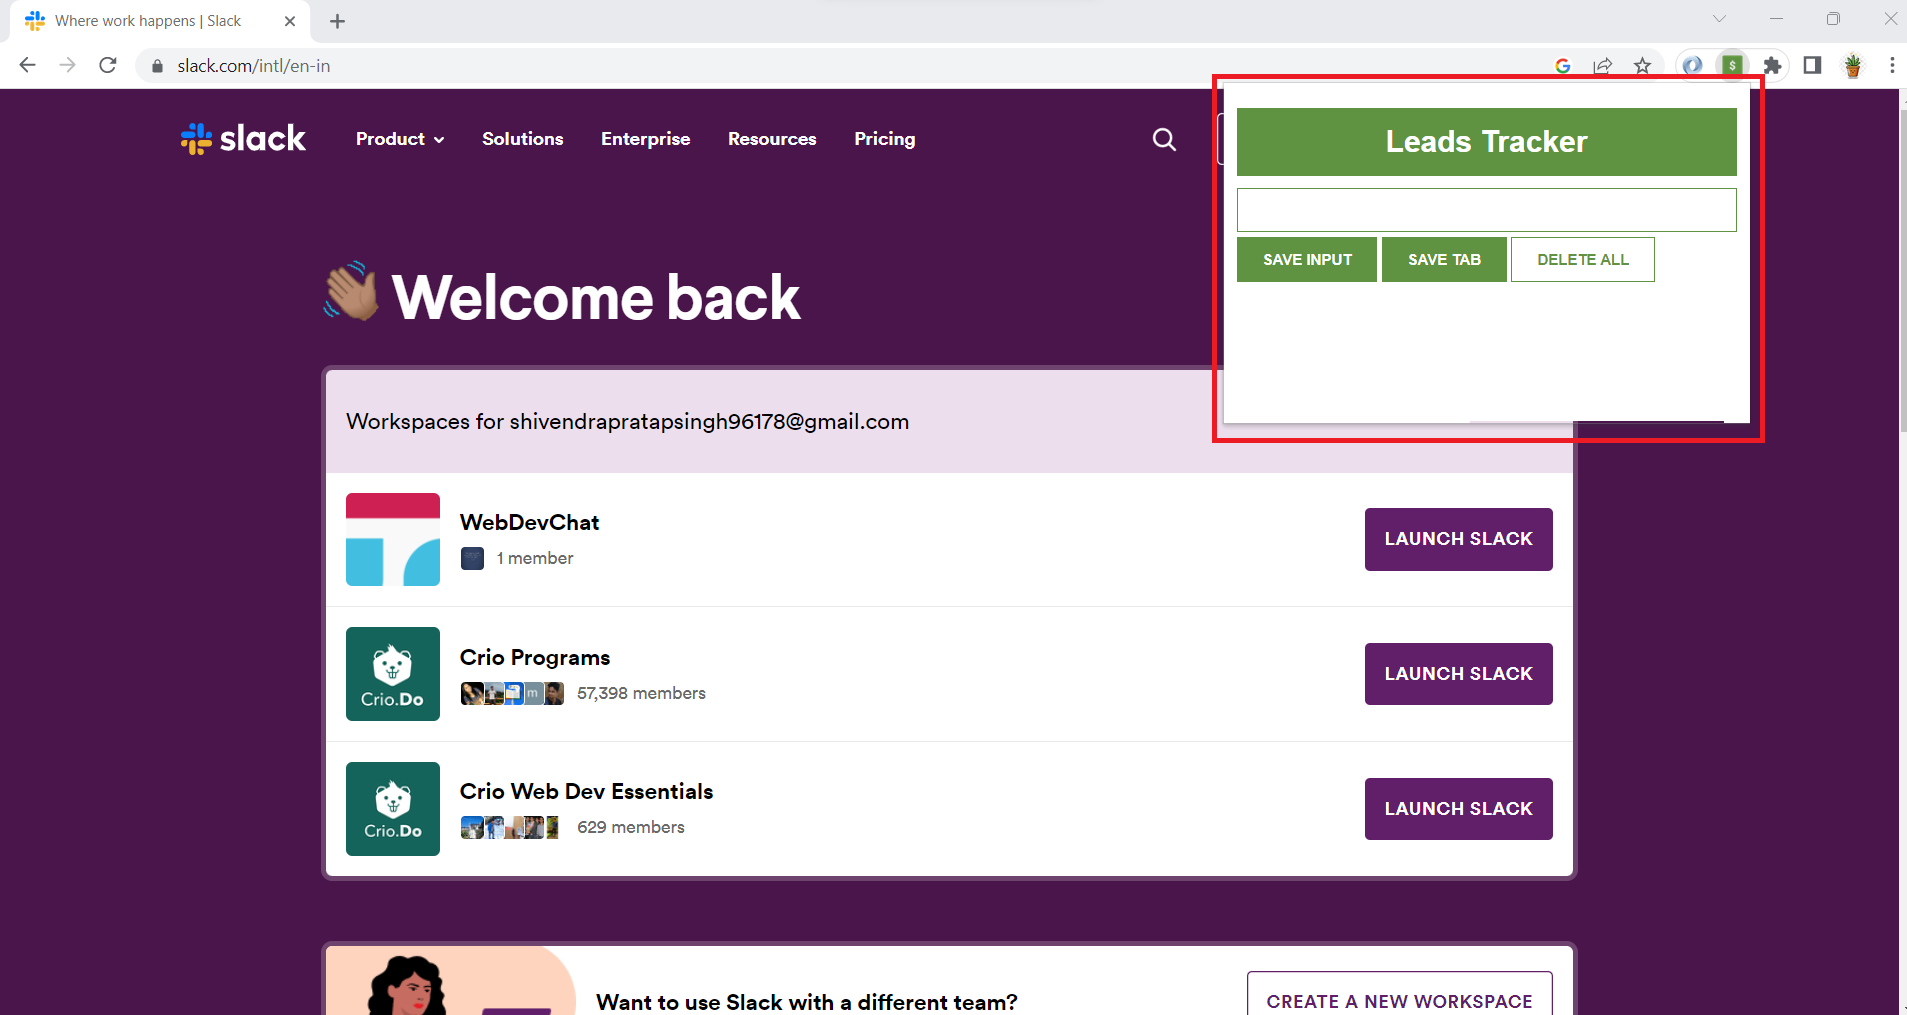 Where work happens | Slack
slack.com/intl/en-in
slack
Product
Solutions
Enterprise
Resources
Pricing
Leads Tracker
SAVE INPUT
SAVE TAB
DELETE ALL
Welcome back
Workspaces for shivendrapratapsingh96178@gmail.com
WebDevChat
1 member
LAUNCH SLACK
Crio.Do
Crio Programs
m
57,398 members
LAUNCH SLACK
Crio.Do
Crio Web Dev Essentials
629 members
LAUNCH SLACK
Want to use Slack with a different team?
CREATE A NEW WORKSPACE